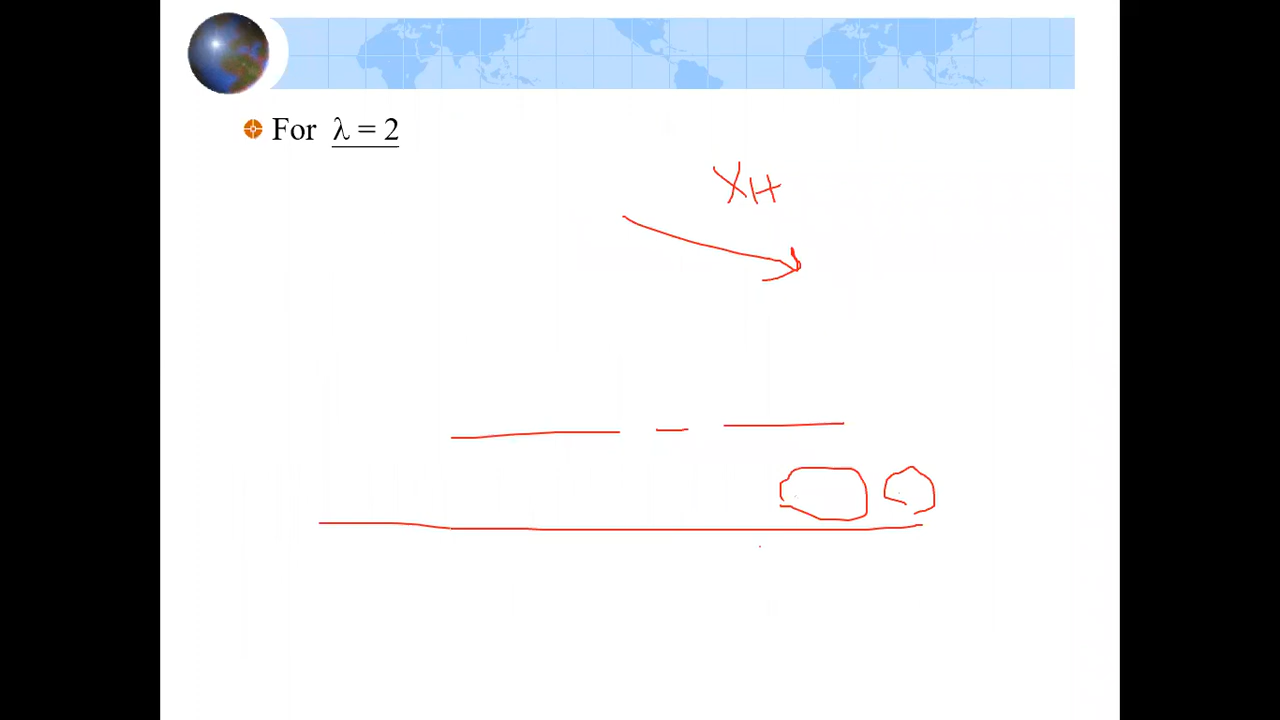 For λ = 2
XH